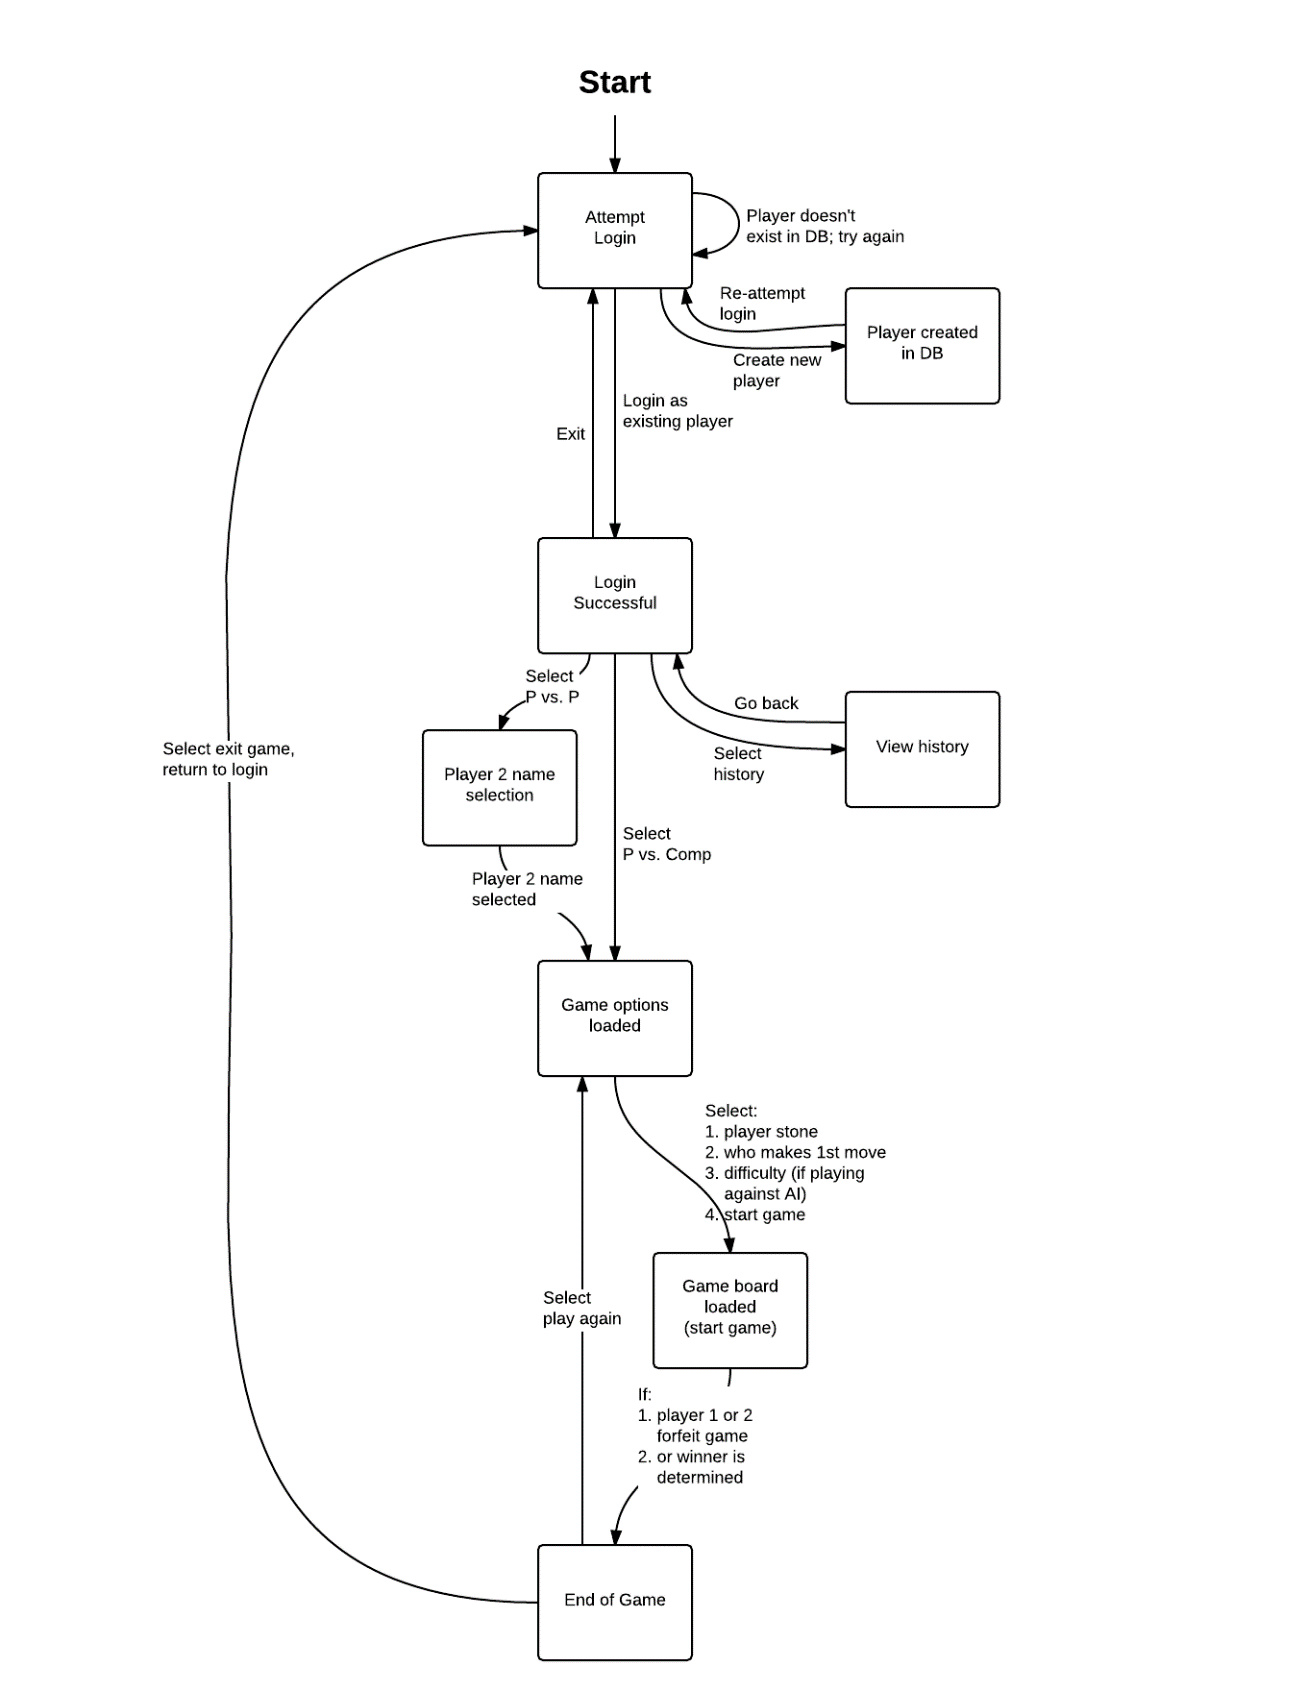 Start
Attempt
Login
Player doesn't
exist in DB; try again
Re-attempt
login
Player created
in DB
Create new
player
Login as
existing player
Exit
Login
Successful
Select
P vs. P
Go back
View history
Select
history
Select exit game,
return to login
Player 2 name
selection
Select
P vs. Comp
Player 2 name
selected
Game options
loaded
Select:
1. player stone
2. who makes 1st move
3. difficulty (if playing
against AI)
4. start game
Game board
loaded
(start game)
Select
play again
If:
1. player 1 or 2
forfeit game
2. or winner is
determined
End of Game